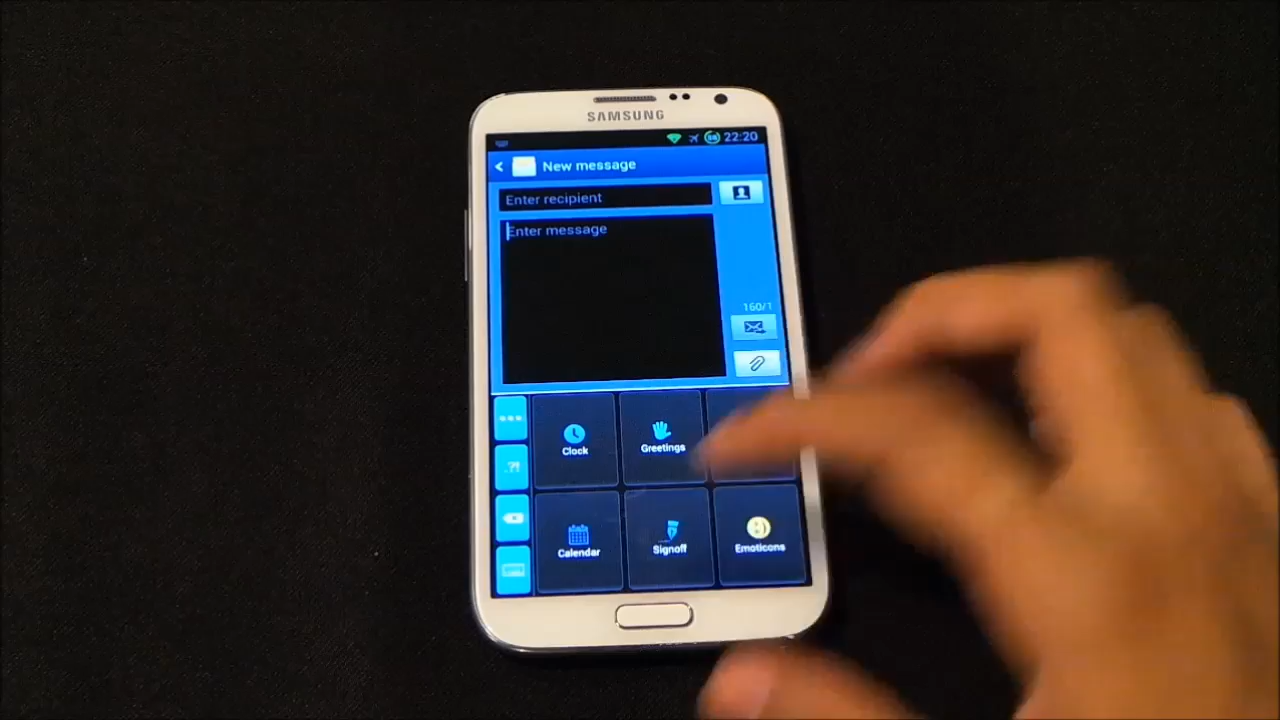 SAMSUNG
22:20
New message
Enter recipient
Enter message
160/1
Clock
Greetings
.?!
Calendar
Signoff
Emoticons